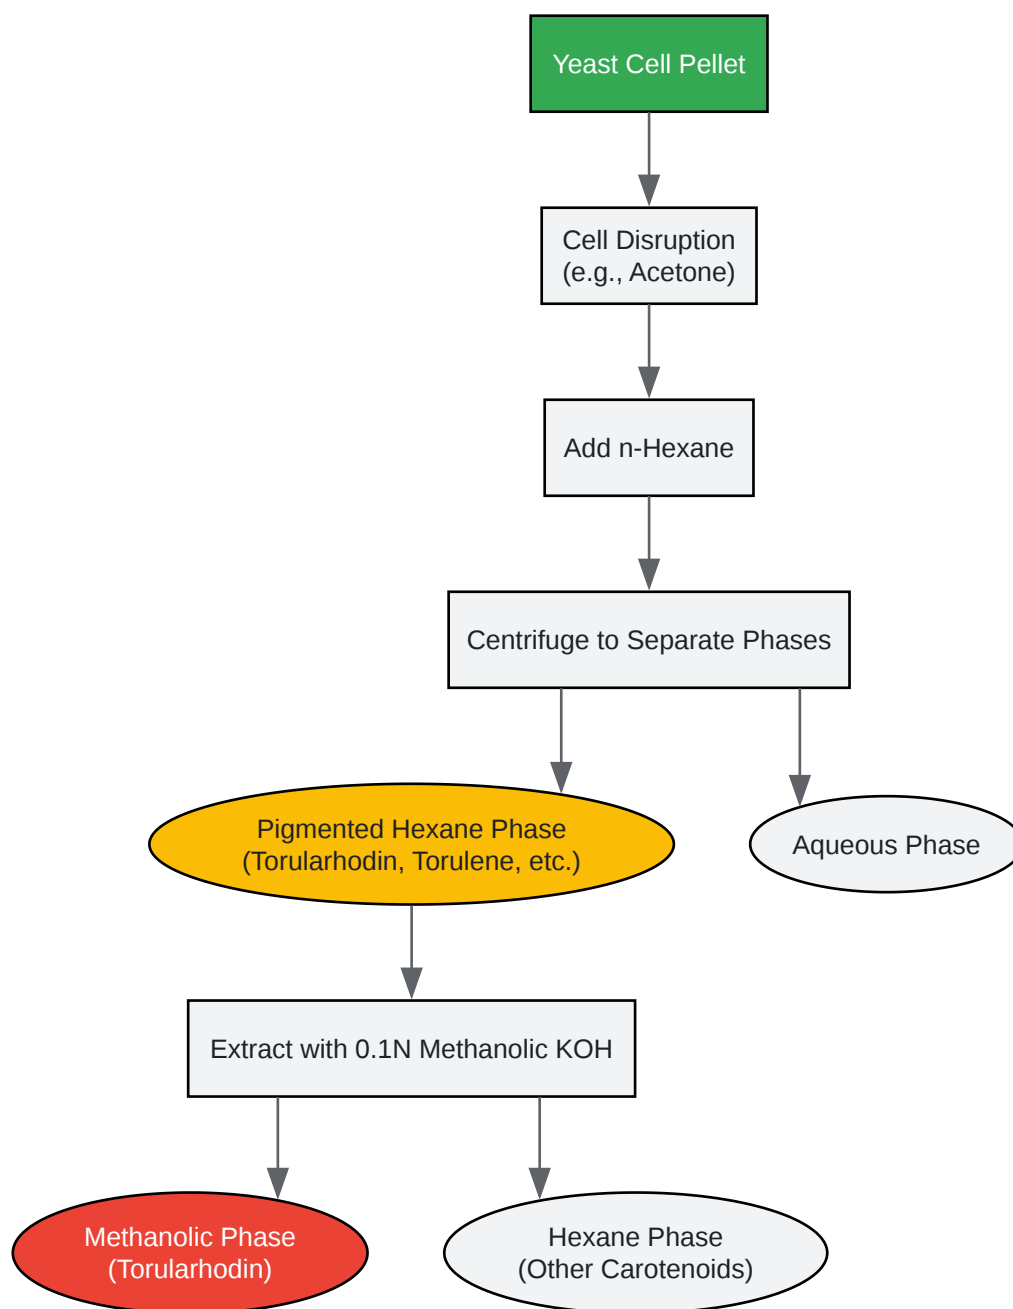 Yeast Cell Pellet
Cell Disruption
(e.g., Acetone)
Add n-Hexane
Centrifuge to Separate Phases
Pigmented Hexane Phase
(Torularhodin, Torulene, etc.)
Aqueous Phase
Extract with 0.1N Methanolic KOH
Methanolic Phase
(Torularhodin)
Hexane Phase
(Other Carotenoids)